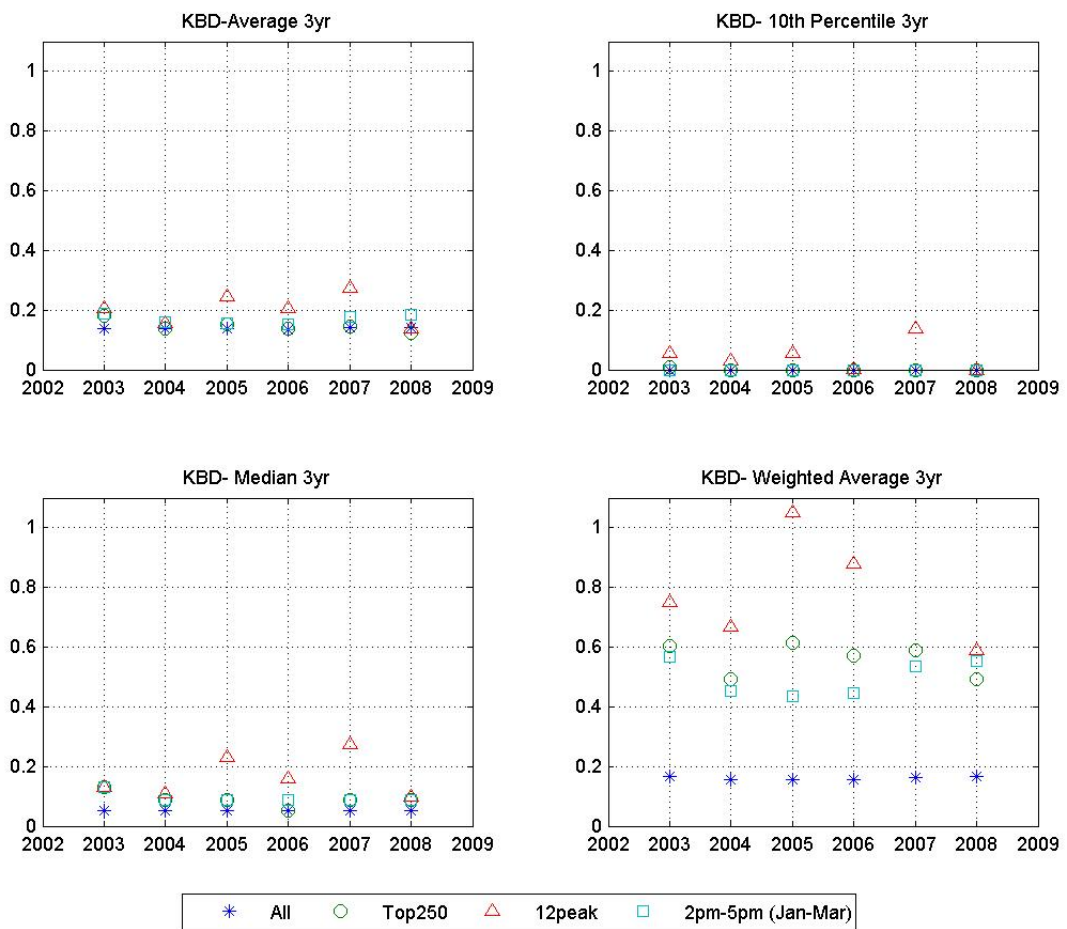 KBD-Average 3yr
1
0.8
0.6
0.4
0.2
0
2002 2003 2004 2005 2006 2007 2008 2009
KBD- 10th Percentile 3yr
1
0.8
0.6
0.4
0.2
0
2002 2003 2004 2005 2006 2007 2008 2009
KBD- Median 3yr
1
0.8
0.6
0.4
0.2
0
2002 2003 2004 2005 2006 2007 2008 2009
KBD- Weighted Average 3yr
1
0.8
0.6
0.4
0.2
0
2002 2003 2004 2005 2006 2007 2008 2009
All Top250 12peak 2pm-5pm (Jan-Mar)